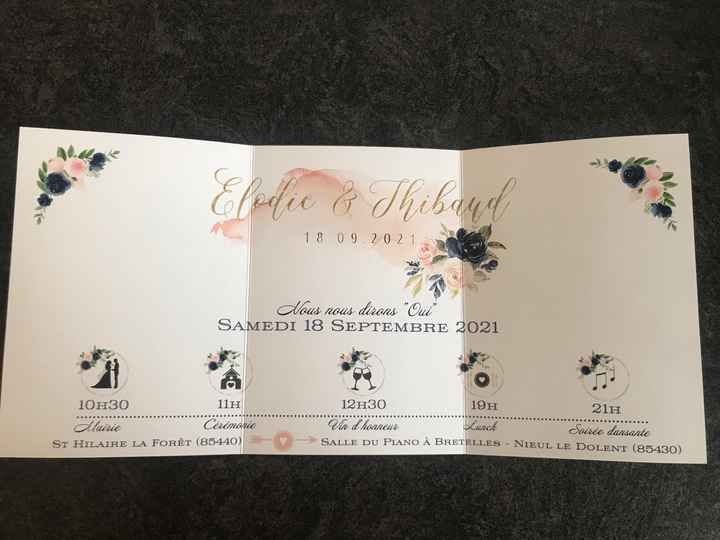 Elodie & Thibaud
18.09.2021
Nous nous dirons "Oui"
Samedi 18 Septembre 2021
10h30 11h 12h30 19h 21h
Mairie Cérémonie Vin d'honneur Lunch Soirée dansante
St Hilaire la Forêt (85440) Salle du Piano à Bretelles - Nieul le Dolent (85430)